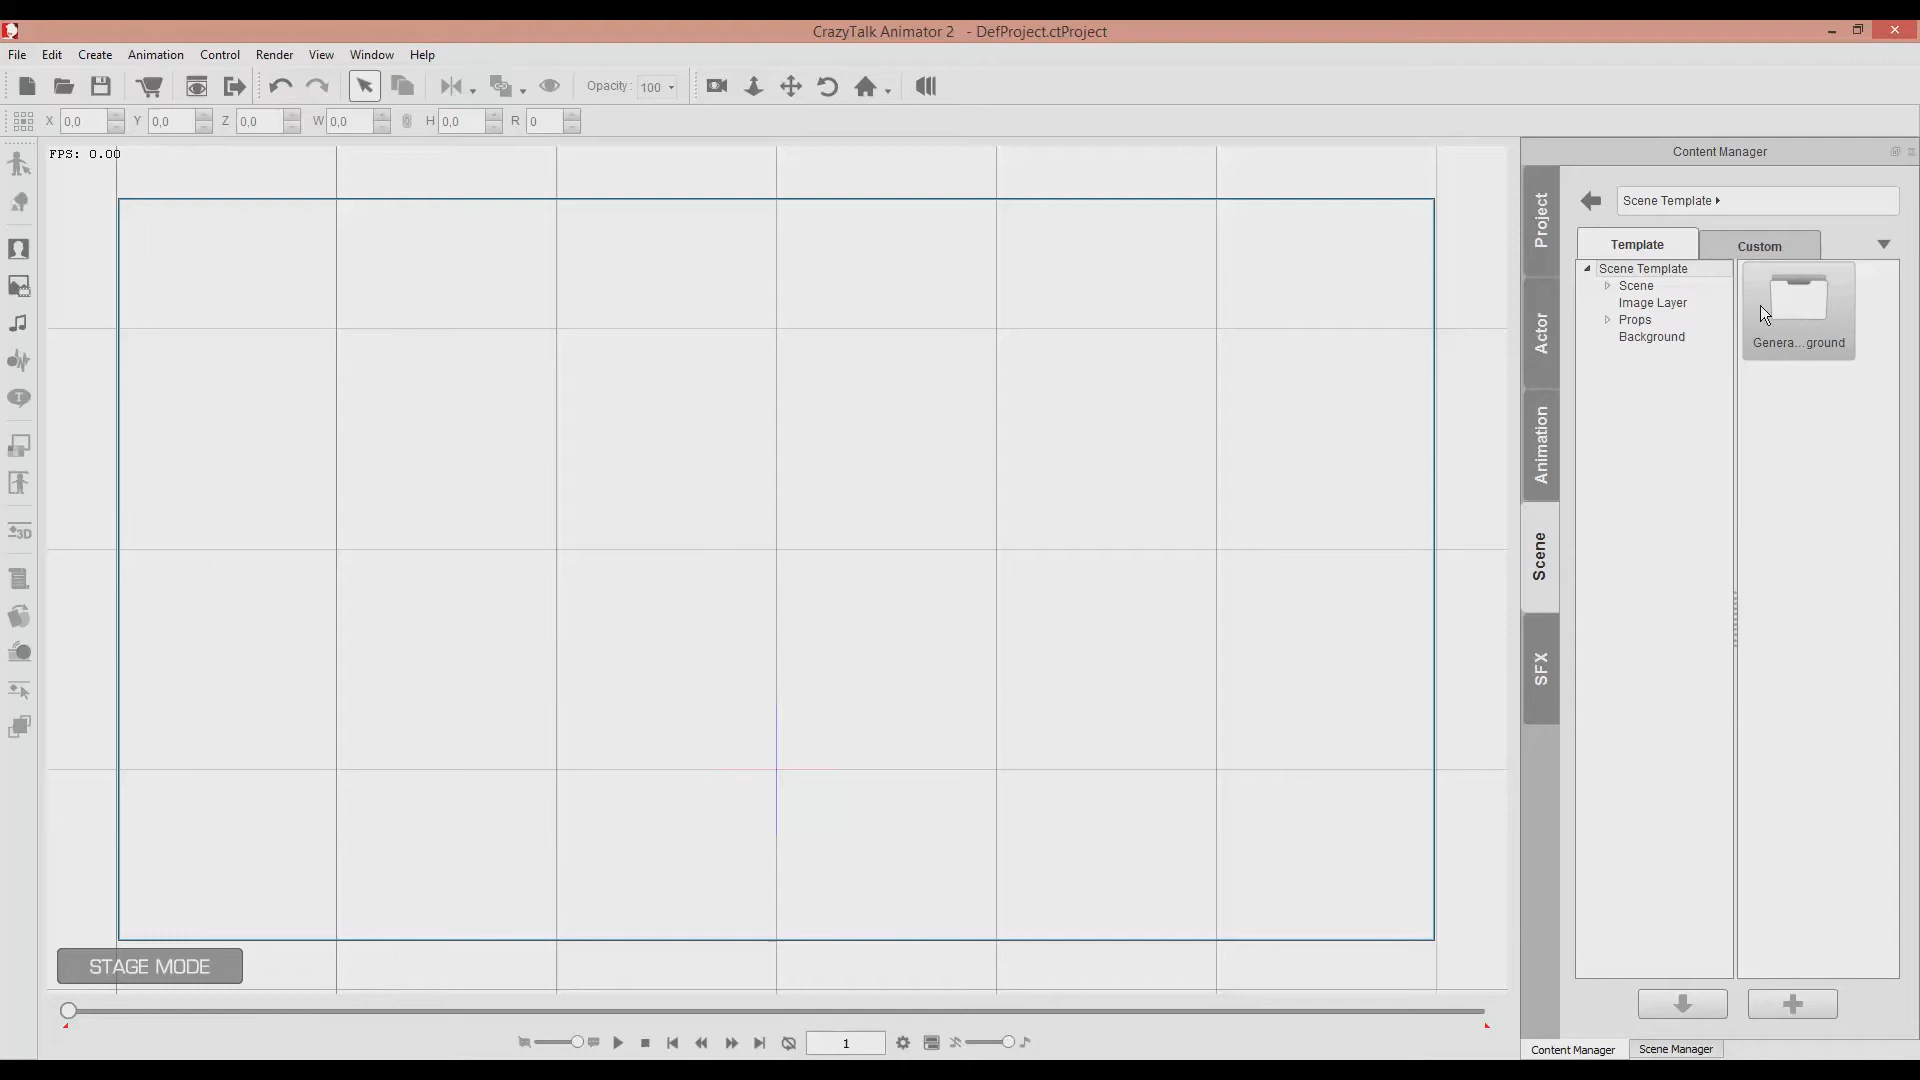 CrazyTalk Animator 2 - DefProject.ctProject
File Edit Create Animation Control Render View Window Help
Opacity: 100
X 0,0 Y 0,0 Z 0,0 W 0,0 H 0,0 R 0
FPS: 0.00
Content Manager
Scene Template
Template Custom
Scene Template
Scene
Image Layer
Props
Background
Genera...ground
Project
Actor
Animation
Scene
SFX
3D
STAGE MODE
1
Content Manager Scene Manager